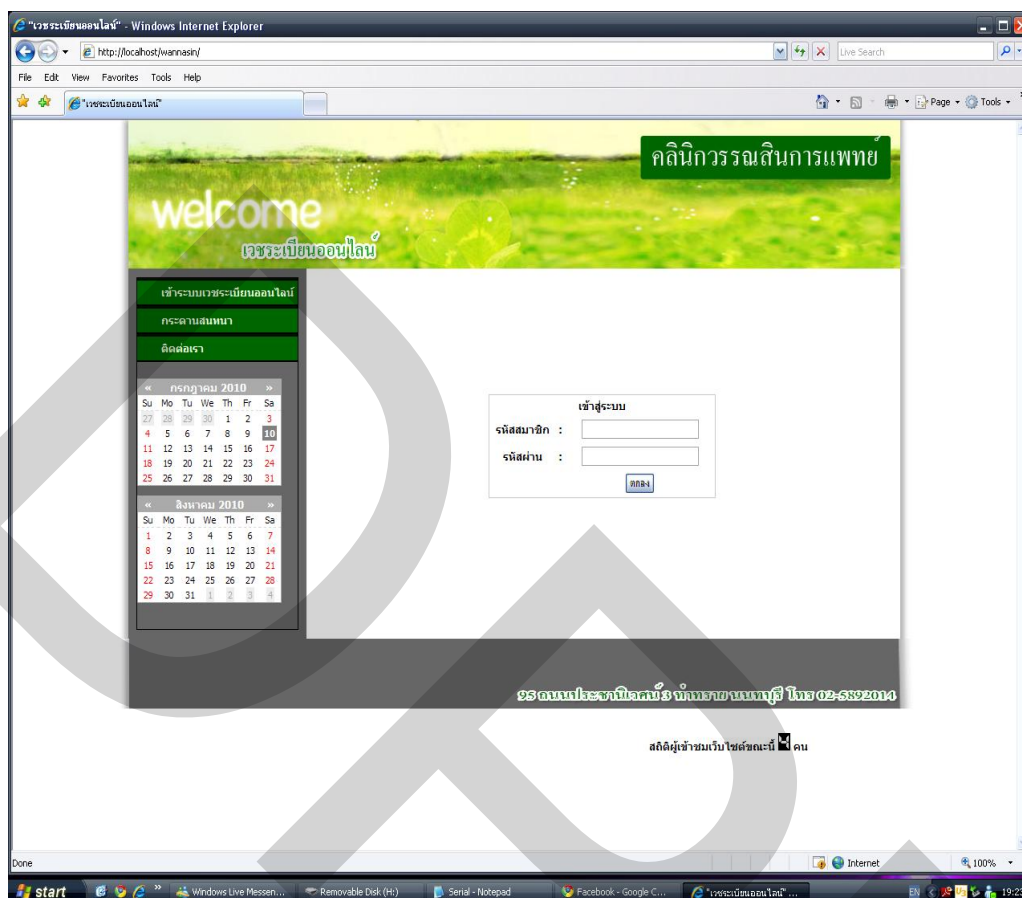 "เวชระเบียนออนไลน์" - Windows Internet Explorer
http://localhost/wannasin/
Live Search
File Edit View Favorites Tools Help
"เวชระเบียนออนไลน์"
Page Tools
คลินิกวรรณสินการแพทย์
welcome
เวชระเบียนออนไลน์
เข้าระบบเวชระเบียนออนไลน์
กระดานสนทนา
ติดต่อเรา
« กรกฎาคม 2010 »
Su Mo Tu We Th Fr Sa
27 28 29 30 1 2 3
4 5 6 7 8 9 10
11 12 13 14 15 16 17
18 19 20 21 22 23 24
25 26 27 28 29 30 31
« สิงหาคม 2010 »
Su Mo Tu We Th Fr Sa
1 2 3 4 5 6 7
8 9 10 11 12 13 14
15 16 17 18 19 20 21
22 23 24 25 26 27 28
29 30 31 1 2 3 4
เข้าสู่ระบบ
รหัสสมาชิก :
รหัสผ่าน :
ตกลง
95 ถนนประชานิเวศน์ 3 ท่าทราย นนทบุรี โทร 02-5892014
สถิติผู้เข้าชมเว็บไซต์ขณะนี้ คน
Done
Internet
100%
start
Windows Live Messen...
Removable Disk (H:)
Serial - Notepad
Facebook - Google C...
"เวชระเบียนออนไลน์" ...
EN
19:23